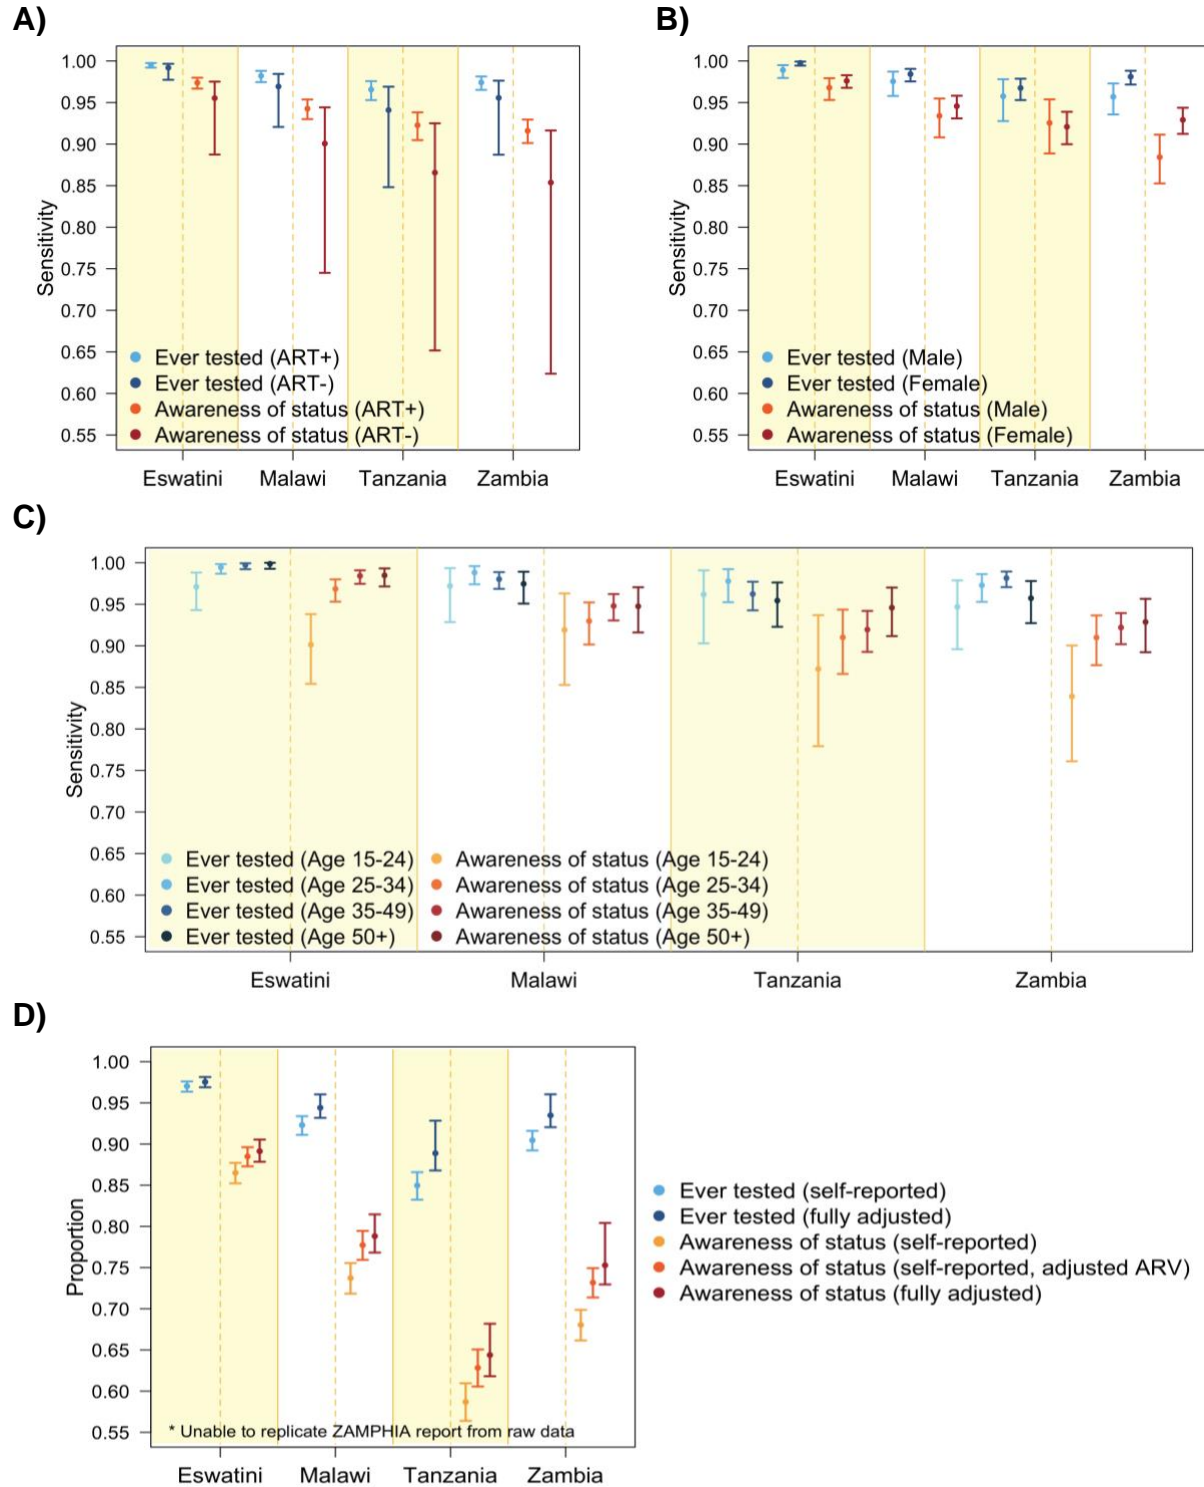 A)
1.00
0.95
0.90
0.85
0.80
0.75
0.70
0.65
0.60
0.55
Sensitivity
Ever tested (ART+)
Ever tested (ART-)
Awareness of status (ART+)
Awareness of status (ART-)
Eswatini Malawi Tanzania Zambia
B)
1.00
0.95
0.90
0.85
0.80
0.75
0.70
0.65
0.60
0.55
Sensitivity
Ever tested (Male)
Ever tested (Female)
Awareness of status (Male)
Awareness of status (Female)
Eswatini Malawi Tanzania Zambia
C)
1.00
0.95
0.90
0.85
0.80
0.75
0.70
0.65
0.60
0.55
Sensitivity
Ever tested (Age 15-24)
Ever tested (Age 25-34)
Ever tested (Age 35-49)
Ever tested (Age 50+)
Awareness of status (Age 15-24)
Awareness of status (Age 25-34)
Awareness of status (Age 35-49)
Awareness of status (Age 50+)
Eswatini Malawi Tanzania Zambia
D)
1.00
0.95
0.90
0.85
0.80
0.75
0.70
0.65
0.60
0.55
Proportion
* Unable to replicate ZAMPHIA report from raw data
Eswatini Malawi Tanzania Zambia
Ever tested (self-reported)
Ever tested (fully adjusted)
Awareness of status (self-reported)
Awareness of status (self-reported, adjusted ARV)
Awareness of status (fully adjusted)